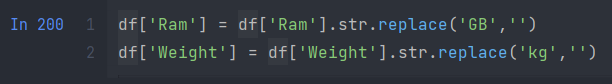 In 200 1 df['Ram'] = df['Ram'].str.replace('GB','')
2 df['Weight'] = df['Weight'].str.replace('kg','')